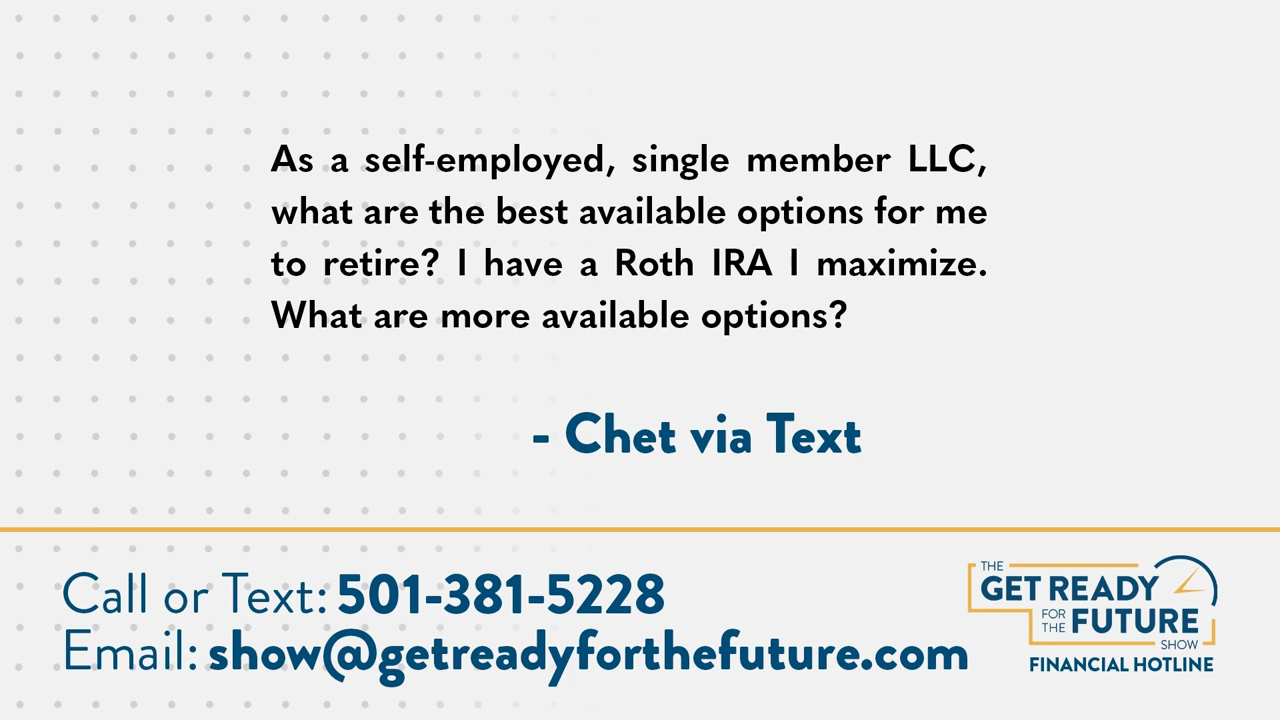 As a self-employed, single member LLC,
what are the best available options for me
to retire? I have a Roth IRA I maximize.
What are more available options?
- Chet via Text
Call or Text: 501-381-5228
Email: show@getreadyforthefuture.com
THE
GET READY
FOR THE FUTURE
SHOW
FINANCIAL HOTLINE